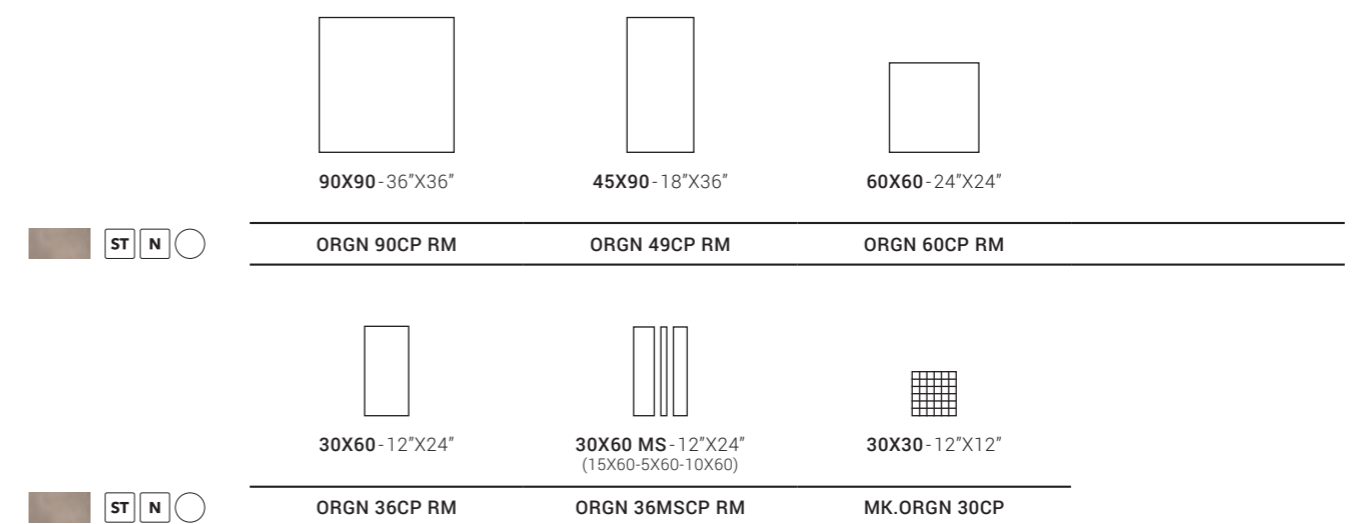 90X90-36”X36” 45X90-18”X36” 60X60-24”X24”
ST N ORGN 90CP RM ORGN 49CP RM ORGN 60CP RM
30X60-12”X24” 30X60 MS-12”X24” 30X30-12”X12”
(15X60-5X60-10X60)
ST N ORGN 36CP RM ORGN 36MSCP RM MK.ORGN 30CP